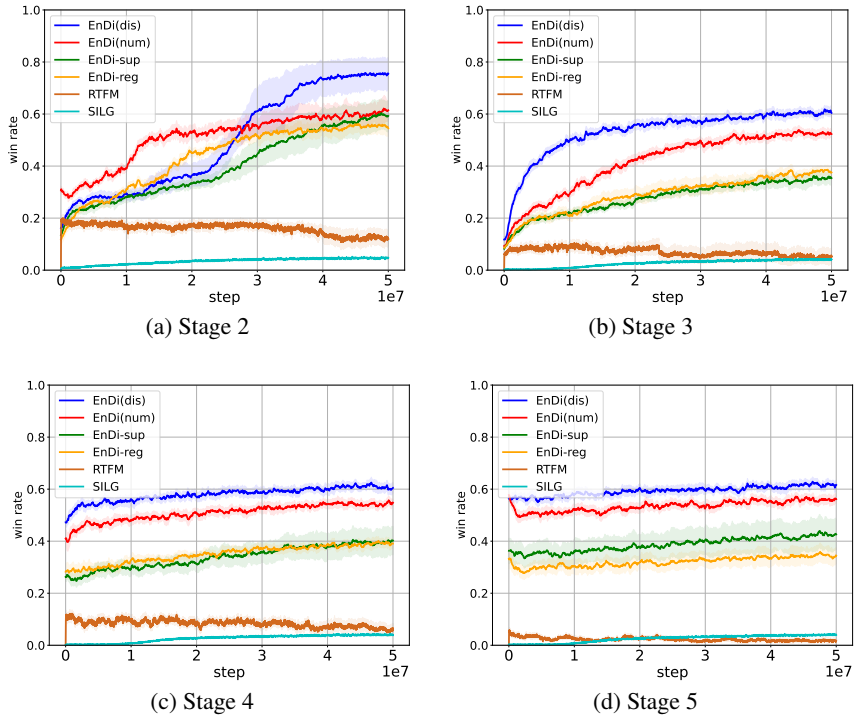 EnDi(dis)
EnDi(num)
EnDi-sup
EnDi-reg
RTFM
SILG
win rate
1.0
0.8
0.6
0.4
0.2
0.0
0 1 2 3 4 5
step 1e7
(a) Stage 2
EnDi(dis)
EnDi(num)
EnDi-sup
EnDi-reg
RTFM
SILG
win rate
1.0
0.8
0.6
0.4
0.2
0.0
0 1 2 3 4 5
step 1e7
(b) Stage 3
EnDi(dis)
EnDi(num)
EnDi-sup
EnDi-reg
RTFM
SILG
win rate
1.0
0.8
0.6
0.4
0.2
0.0
0 1 2 3 4 5
step 1e7
(c) Stage 4
EnDi(dis)
EnDi(num)
EnDi-sup
EnDi-reg
RTFM
SILG
win rate
1.0
0.8
0.6
0.4
0.2
0.0
0 1 2 3 4 5
step 1e7
(d) Stage 5